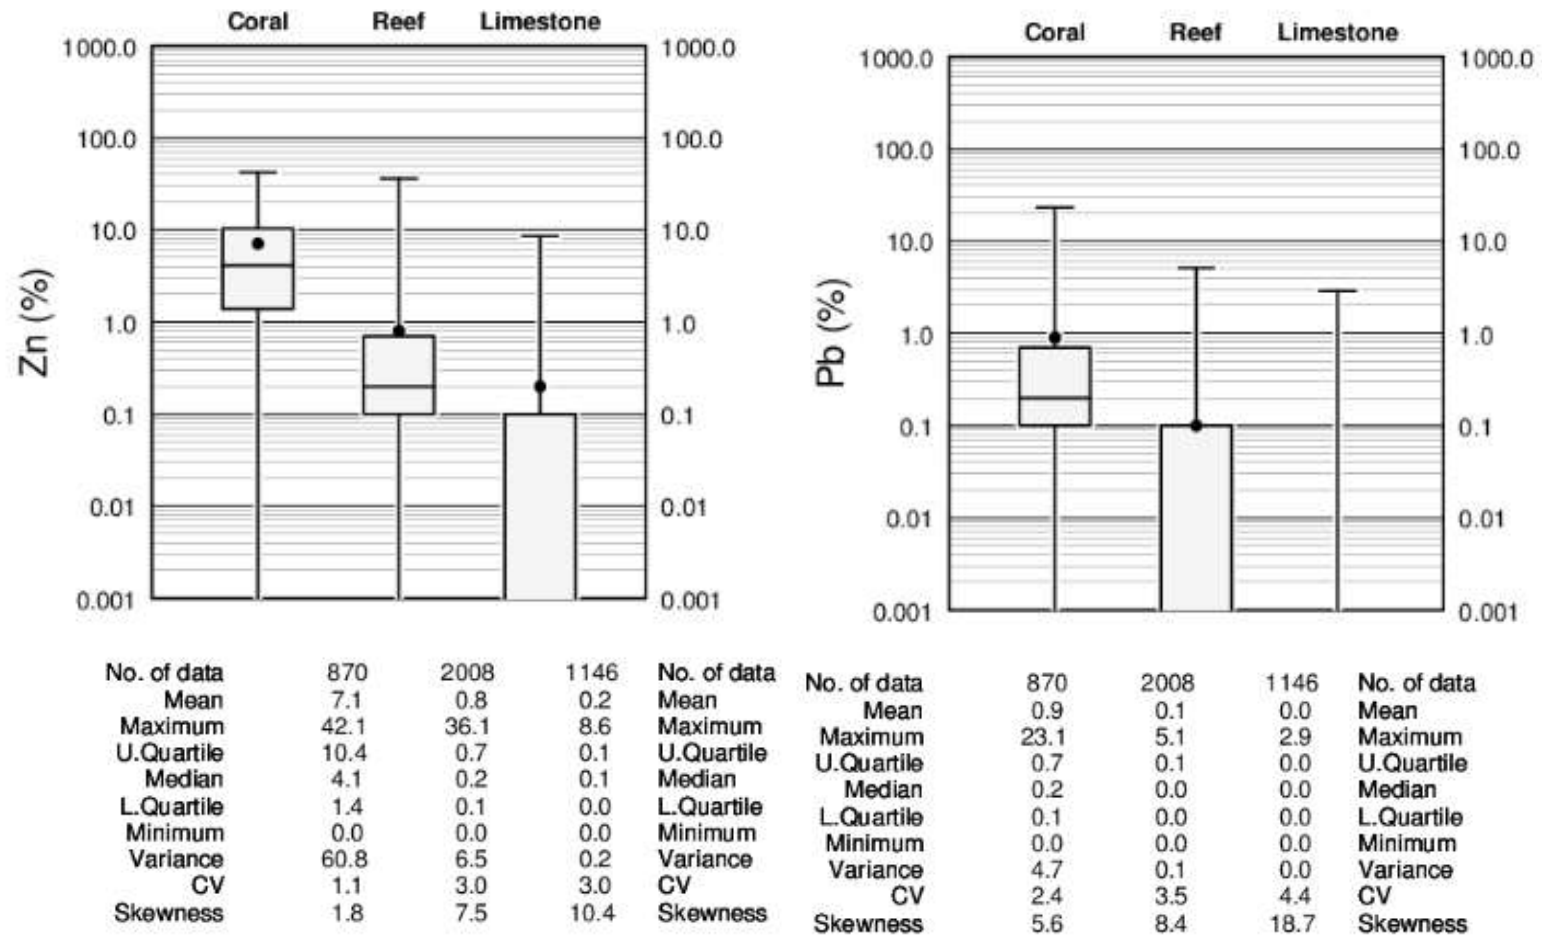 Coral Reef Limestone
1000.0 1000.0
100.0 100.0
10.0 10.0
1.0 1.0
0.1 0.1
0.01 0.01
0.001 0.001
Zn (%)
No. of data 870 2008 1146 No. of data
Mean 7.1 0.8 0.2 Mean
Maximum 42.1 36.1 8.6 Maximum
U.Quartile 10.4 0.7 0.1 U.Quartile
Median 4.1 0.2 0.1 Median
L.Quartile 1.4 0.1 0.0 L.Quartile
Minimum 0.0 0.0 0.0 Minimum
Variance 60.8 6.5 0.2 Variance
CV 1.1 3.0 3.0 CV
Skewness 1.8 7.5 10.4 Skewness
Coral Reef Limestone
1000.0 1000.0
100.0 100.0
10.0 10.0
1.0 1.0
0.1 0.1
0.01 0.01
0.001 0.001
Pb (%)
No. of data 870 2008 1146 No. of data
Mean 0.9 0.1 0.0 Mean
Maximum 23.1 5.1 2.9 Maximum
U.Quartile 0.7 0.1 0.0 U.Quartile
Median 0.2 0.0 0.0 Median
L.Quartile 0.1 0.0 0.0 L.Quartile
Minimum 0.0 0.0 0.0 Minimum
Variance 4.7 0.1 0.0 Variance
CV 2.4 3.5 4.4 CV
Skewness 5.6 8.4 18.7 Skewness